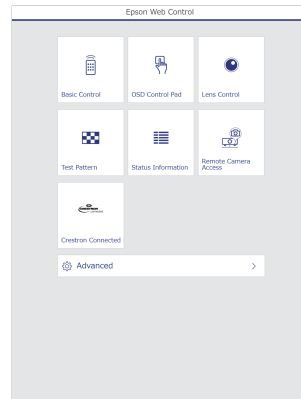 Epson Web Control
Basic Control
OSD Control Pad
Lens Control
Test Pattern
Status Information
Remote Camera
Access
CRESTRON
Crestron Connected
Advanced